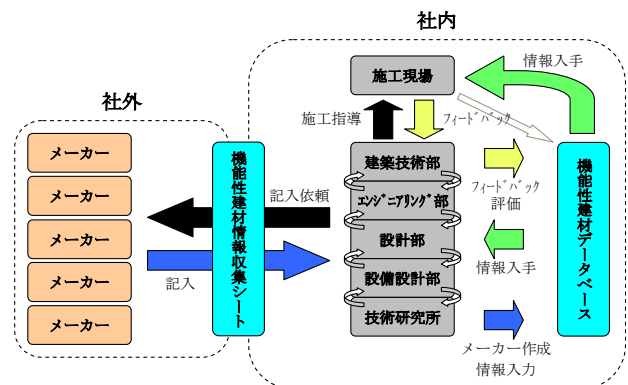 社内
社外
施工現場
情報入手
施工指導
フィードバック
メーカー
メーカー
メーカー
メーカー
メーカー
機能性建材情報収集シート
記入依頼
記入
建築技術部
エンジニアリング部
設計部
設備設計部
技術研究所
フィードバック
評価
情報入手
メーカー作成
情報入力
機能性建材データベース